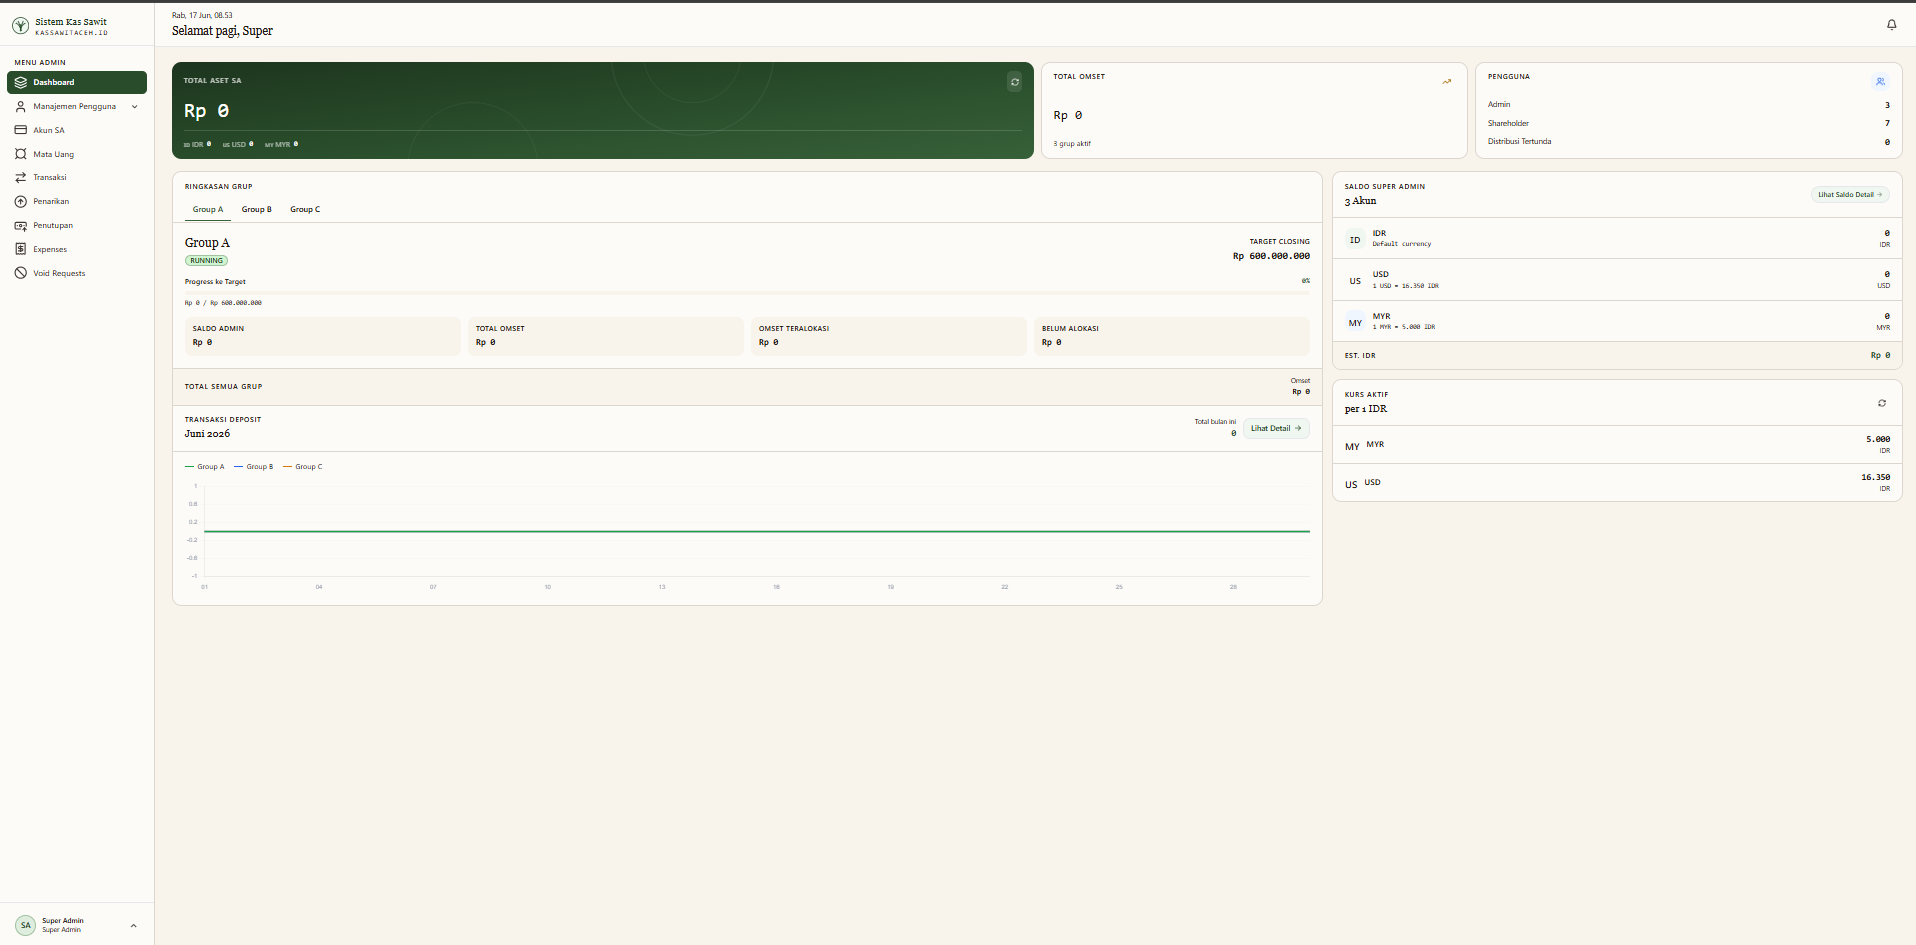 Sistem Kas Sawit
KASSAWITACEH.ID
MENU ADMIN
Dashboard
Manajemen Pengguna
Akun SA
Mata Uang
Transaksi
Penarikan
Penutupan
Expenses
Void Requests
SA
Super Admin
Super Admin
Rab, 17 Jun, 08.53
Selamat pagi, Super
TOTAL ASET SA
Rp 0
ID IDR 0 US USD 0 MY MYR 0
TOTAL OMSET
Rp 0
3 grup aktif
PENGGUNA
Admin 3
Shareholder 7
Distribusi Tertunda 0
RINGKASAN GRUP
Group A Group B Group C
Group A
RUNNING
TARGET CLOSING
Rp 600.000.000
Progress ke Target 0%
Rp 0 / Rp 600.000.000
SALDO ADMIN
Rp 0
TOTAL OMSET
Rp 0
OMSET TERALOKASI
Rp 0
BELUM ALOKASI
Rp 0
TOTAL SEMUA GRUP
Omset
Rp 0
TRANSAKSI DEPOSIT
Juni 2026
Total bulan ini
0
Lihat Detail →
Group A Group B Group C
1
0.6
0.2
-0.2
-0.6
-1
01 04 07 10 13 16 19 22 25 28
SALDO SUPER ADMIN
3 Akun
Lihat Saldo Detail →
ID IDR 0
Default currency IDR
US USD 0
1 USD = 16.350 IDR USD
MY MYR 0
1 MYR = 5.000 IDR MYR
EST. IDR Rp 0
KURS AKTIF
per 1 IDR
MY MYR 5.000
IDR
US USD 16.350
IDR